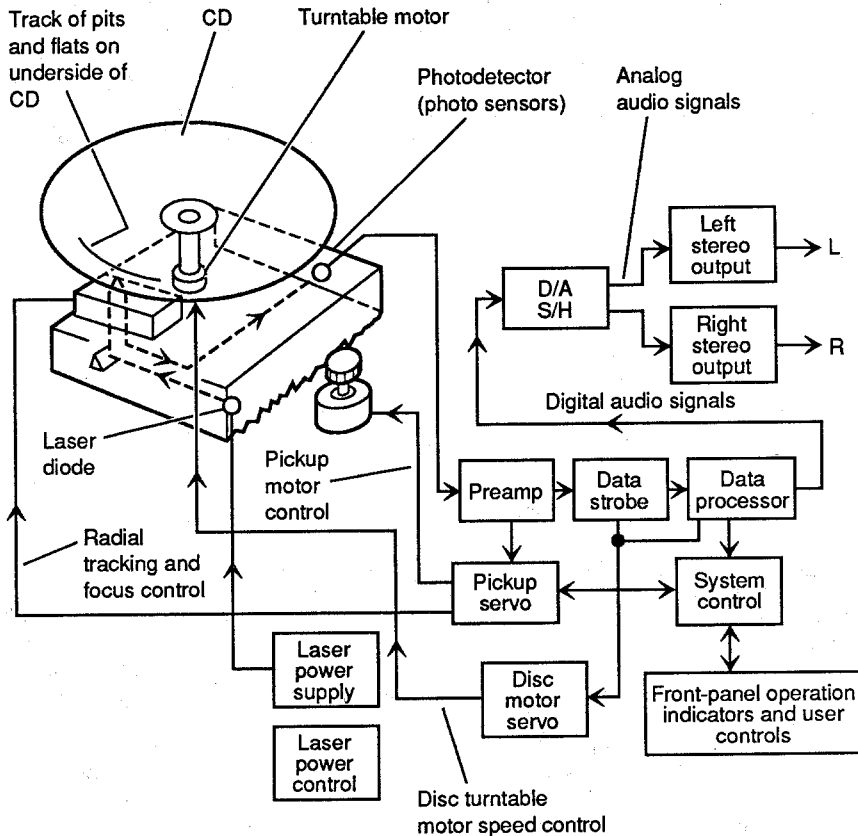 Track of pits
and flats on
underside of
CD
CD
Turntable motor
Photodetector
(photo sensors)
Analog
audio signals
Left
stereo
output
L
D/A
S/H
Right
stereo
output
R
Digital audio signals
Laser
diode
Pickup
motor
control
Preamp
Data
strobe
Data
processor
Radial
tracking and
focus control
Pickup
servo
System
control
Laser
power
supply
Disc
motor
servo
Front-panel operation
indicators and user
controls
Laser
power
control
Disc turntable
motor speed control